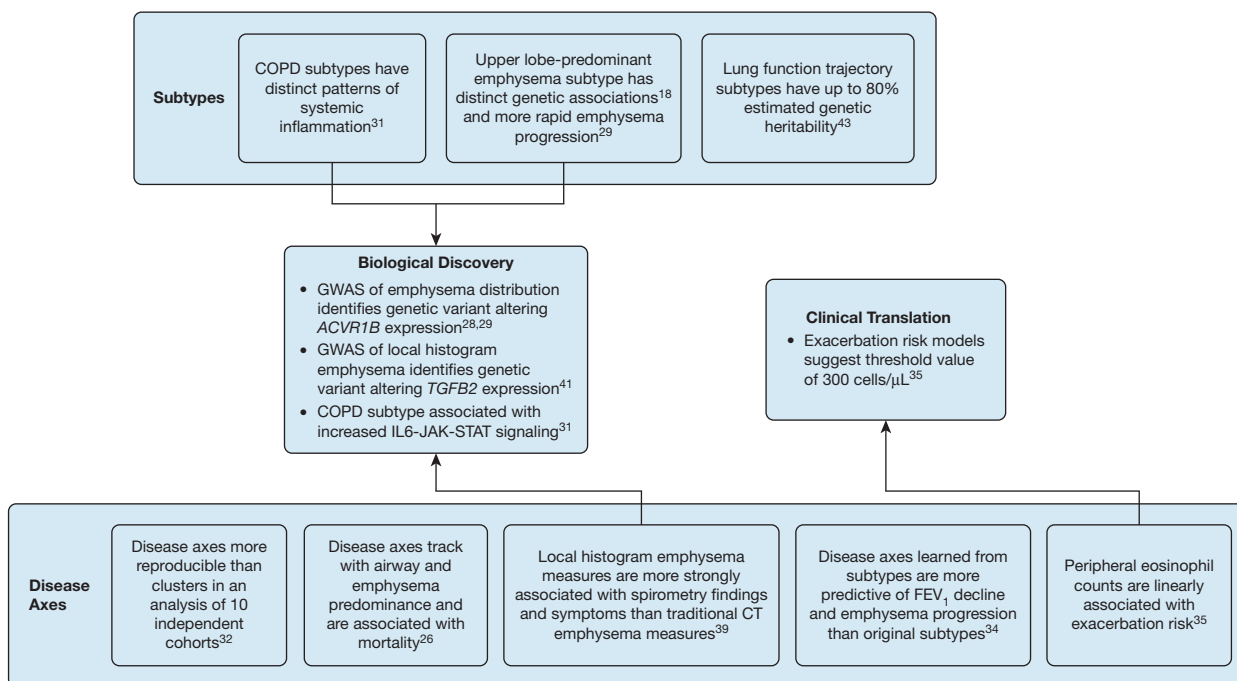 Subtypes
COPD subtypes have
distinct patterns of
systemic
inflammation31
Upper lobe-predominant
emphysema subtype has
distinct genetic associations18
and more rapid emphysema
progression29
Lung function trajectory
subtypes have up to 80%
estimated genetic
heritability43
Biological Discovery
• GWAS of emphysema distribution
identifies genetic variant altering
ACVR1B expression28,29
• GWAS of local histogram
emphysema identifies genetic
variant altering TGFB2 expression41
• COPD subtype associated with
increased IL6-JAK-STAT signaling31
Clinical Translation
• Exacerbation risk models
suggest threshold value
of 300 cells/μL35
Disease
Axes
Disease axes more
reproducible than
clusters in an
analysis of 10
independent
cohorts32
Disease axes track
with airway and
emphysema
predominance and
are associated with
mortality26
Local histogram emphysema
measures are more strongly
associated with spirometry findings
and symptoms than traditional CT
emphysema measures39
Disease axes learned from
subtypes are more
predictive of FEV1 decline
and emphysema progression
than original subtypes34
Peripheral eosinophil
counts are linearly
associated with
exacerbation risk35